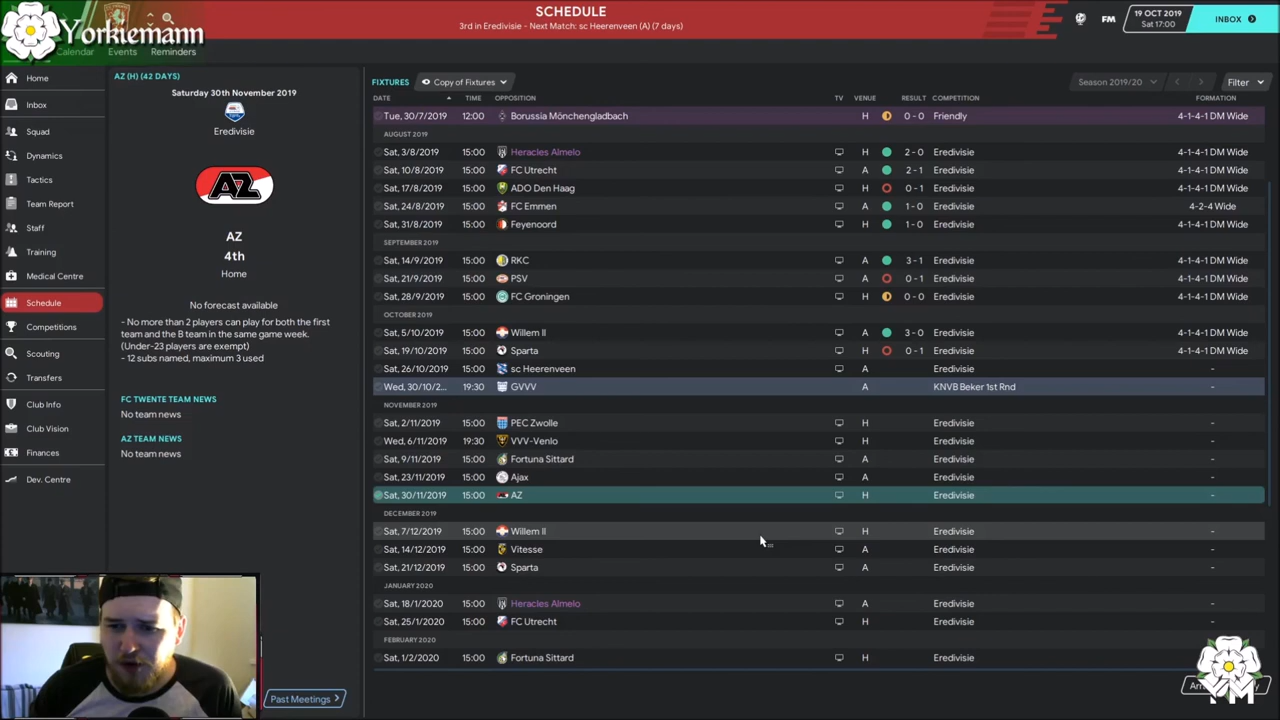 Yorkiemann
SCHEDULE
3rd in Eredivisie - Next Match: sc Heerenveen (A) (7 days)
FM
19 OCT 2019
Sat 17:00
INBOX
Calendar Events Reminders
Home
Inbox
Squad
Dynamics
Tactics
Team Report
Staff
Training
Medical Centre
Schedule
Competitions
Scouting
Transfers
Club Info
Club Vision
Finances
Dev. Centre
AZ (H) (42 DAYS)
Saturday 30th November 2019
Eredivisie
AZ
AZ
4th
Home
No forecast available
- No more than 2 players can play for both the first
team and the B team in the same game week.
(Under-23 players are exempt)
- 12 subs named, maximum 3 used
FC TWENTE TEAM NEWS
No team news
AZ TEAM NEWS
No team news
Past Meetings
FIXTURES Copy of Fixtures Season 2019/20 Filter
DATE TIME OPPOSITION TV VENUE RESULT COMPETITION FORMATION
Tue, 30/7/2019 12:00 Borussia Mönchengladbach H 0 - 0 Friendly 4-1-4-1 DM Wide
AUGUST 2019
Sat, 3/8/2019 15:00 Heracles Almelo H 2 - 0 Eredivisie 4-1-4-1 DM Wide
Sat, 10/8/2019 15:00 FC Utrecht A 2 - 1 Eredivisie 4-1-4-1 DM Wide
Sat, 17/8/2019 15:00 ADO Den Haag H 0 - 1 Eredivisie 4-1-4-1 DM Wide
Sat, 24/8/2019 15:00 FC Emmen A 1 - 0 Eredivisie 4-2-4 Wide
Sat, 31/8/2019 15:00 Feyenoord H 1 - 0 Eredivisie 4-1-4-1 DM Wide
SEPTEMBER 2019
Sat, 14/9/2019 15:00 RKC A 3 - 1 Eredivisie 4-1-4-1 DM Wide
Sat, 21/9/2019 15:00 PSV A 0 - 1 Eredivisie 4-1-4-1 DM Wide
Sat, 28/9/2019 15:00 FC Groningen H 0 - 0 Eredivisie 4-1-4-1 DM Wide
OCTOBER 2019
Sat, 5/10/2019 15:00 Willem II A 3 - 0 Eredivisie 4-1-4-1 DM Wide
Sat, 19/10/2019 15:00 Sparta H 0 - 1 Eredivisie 4-1-4-1 DM Wide
Sat, 26/10/2019 15:00 sc Heerenveen A Eredivisie -
Wed, 30/10/2... 19:30 GVVV A KNVB Beker 1st Rnd -
NOVEMBER 2019
Sat, 2/11/2019 15:00 PEC Zwolle H Eredivisie -
Wed, 6/11/2019 19:30 VVV-Venlo H Eredivisie -
Sat, 9/11/2019 15:00 Fortuna Sittard A Eredivisie -
Sat, 23/11/2019 15:00 Ajax A Eredivisie -
Sat, 30/11/2019 15:00 AZ H Eredivisie -
DECEMBER 2019
Sat, 7/12/2019 15:00 Willem II H Eredivisie -
Sat, 14/12/2019 15:00 Vitesse A Eredivisie -
Sat, 21/12/2019 15:00 Sparta A Eredivisie -
JANUARY 2020
Sat, 18/1/2020 15:00 Heracles Almelo A Eredivisie -
Sat, 25/1/2020 15:00 FC Utrecht H Eredivisie -
FEBRUARY 2020
Sat, 1/2/2020 15:00 Fortuna Sittard H Eredivisie -
YM